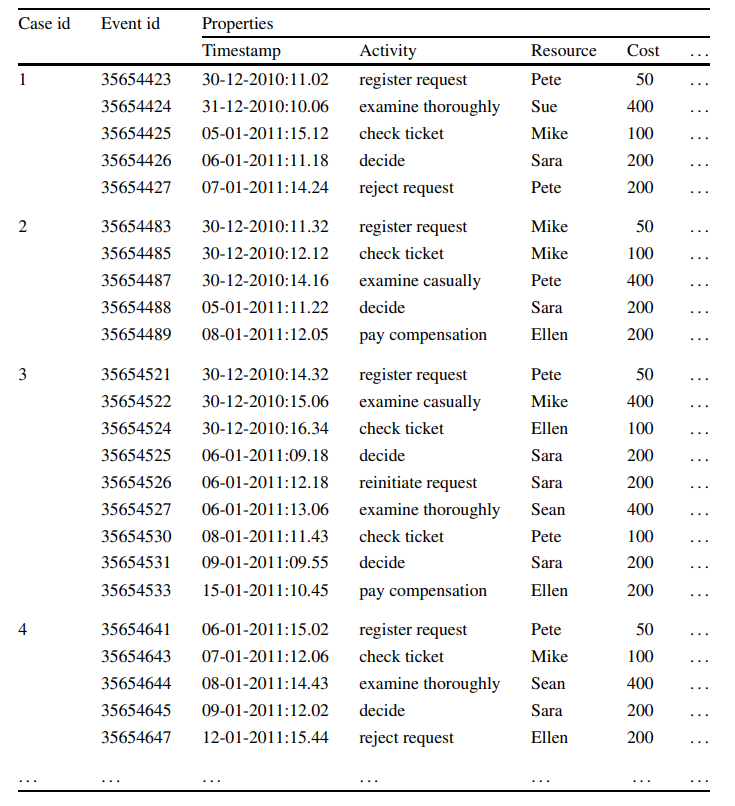 Case id Event id Properties
Timestamp Activity Resource Cost ...
1 35654423 30-12-2010:11.02 register request Pete 50 ...
35654424 31-12-2010:10.06 examine thoroughly Sue 400 ...
35654425 05-01-2011:15.12 check ticket Mike 100 ...
35654426 06-01-2011:11.18 decide Sara 200 ...
35654427 07-01-2011:14.24 reject request Pete 200 ...
2 35654483 30-12-2010:11.32 register request Mike 50 ...
35654485 30-12-2010:12.12 check ticket Mike 100 ...
35654487 30-12-2010:14.16 examine casually Pete 400 ...
35654488 05-01-2011:11.22 decide Sara 200 ...
35654489 08-01-2011:12.05 pay compensation Ellen 200 ...
3 35654521 30-12-2010:14.32 register request Pete 50 ...
35654522 30-12-2010:15.06 examine casually Mike 400 ...
35654524 30-12-2010:16.34 check ticket Ellen 100 ...
35654525 06-01-2011:09.18 decide Sara 200 ...
35654526 06-01-2011:12.18 reinitiate request Sara 200 ...
35654527 06-01-2011:13.06 examine thoroughly Sean 400 ...
35654530 08-01-2011:11.43 check ticket Pete 100 ...
35654531 09-01-2011:09.55 decide Sara 200 ...
35654533 15-01-2011:10.45 pay compensation Ellen 200 ...
4 35654641 06-01-2011:15.02 register request Pete 50 ...
35654643 07-01-2011:12.06 check ticket Mike 100 ...
35654644 08-01-2011:14.43 examine thoroughly Sean 400 ...
35654645 09-01-2011:12.02 decide Sara 200 ...
35654647 12-01-2011:15.44 reject request Ellen 200 ...
... ... ... ... ... ... ...